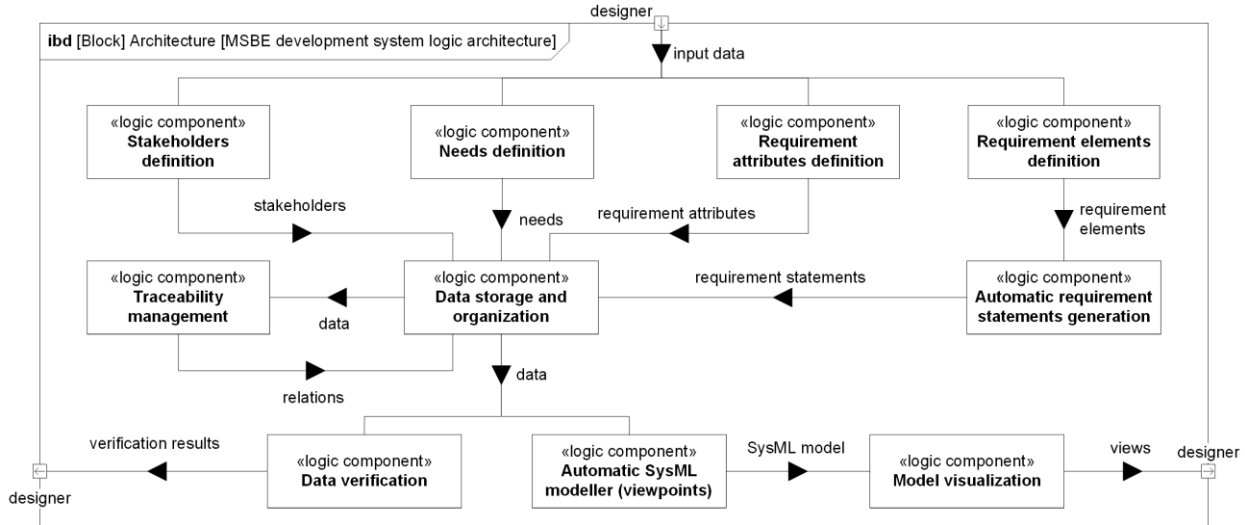 designer
ibd [Block] Architecture [MSBE development system logic architecture]
input data
«logic component»
Stakeholders
definition
«logic component»
Needs definition
«logic component»
Requirement
attributes definition
«logic component»
Requirement elements
definition
stakeholders
needs
requirement attributes
requirement
elements
«logic component»
Traceability
management
data
«logic component»
Data storage and
organization
requirement statements
«logic component»
Automatic requirement
statements generation
relations
data
verification results
designer
«logic component»
Data verification
«logic component»
Automatic SysML
modeller (viewpoints)
SysML model
«logic component»
Model visualization
views
designer